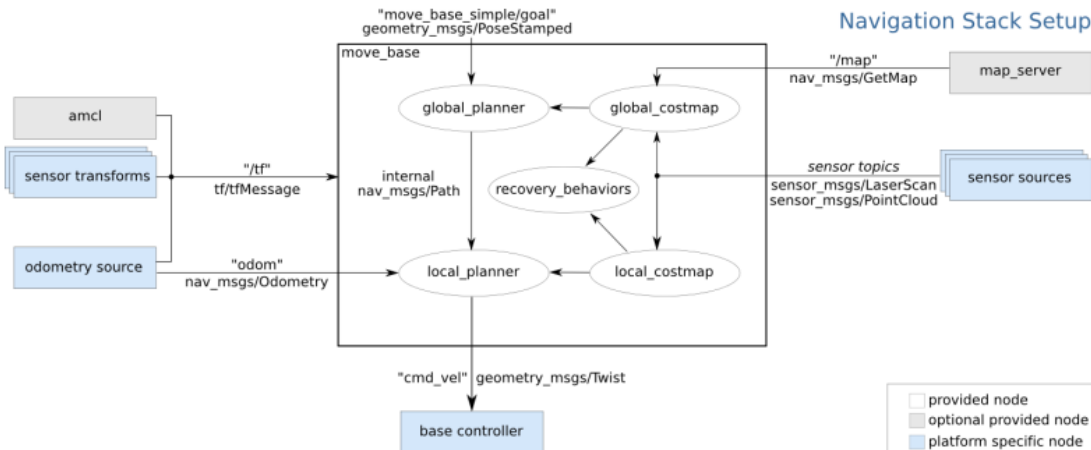 Navigation Stack Setup
"move_base_simple/goal"
geometry_msgs/PoseStamped
move_base
"/map"
nav_msgs/GetMap
map_server
global_planner
global_costmap
amcl
sensor transforms
"/tf"
tf/tfMessage
internal
nav_msgs/Path
recovery_behaviors
sensor topics
sensor_msgs/LaserScan
sensor_msgs/PointCloud
sensor sources
odometry source
"odom"
nav_msgs/Odometry
local_planner
local_costmap
"cmd_vel" geometry_msgs/Twist
base controller
provided node
optional provided node
platform specific node